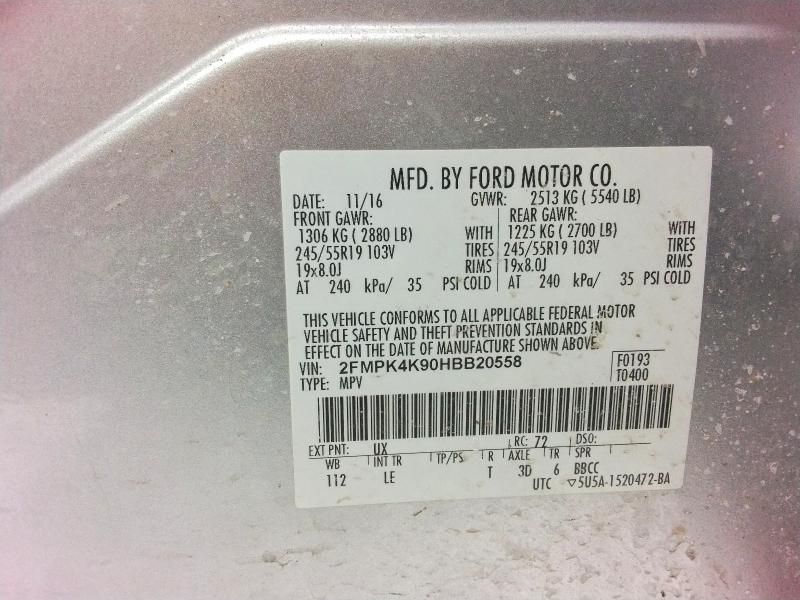 MFD. BY FORD MOTOR CO.
DATE: 11/16 GVWR: 2513 KG ( 5540 LB)
FRONT GAWR: REAR GAWR:
1306 KG ( 2880 LB) WITH 1225 KG ( 2700 LB) WITH
245/55R19 103V TIRES 245/55R19 103V TIRES
19x8.0J RIMS 19x8.0J RIMS
AT 240 kPa/ 35 PSI COLD AT 240 kPa/ 35 PSI COLD
THIS VEHICLE CONFORMS TO ALL APPLICABLE FEDERAL MOTOR
VEHICLE SAFETY AND THEFT PREVENTION STANDARDS IN
EFFECT ON THE DATE OF MANUFACTURE SHOWN ABOVE.
VIN: 2FMPK4K90HBB20558 F0193
TYPE: MPV T0400
EXT PNT: UX RC: 72 DSO:
WB INT TR TP/PS R AXLE TR SPR
112 LE T 3D 6 BBCC
UTC ▽5U5A-1520472-BA